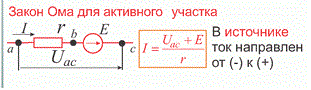 Закон Ома для активного участка
I r E
a b c
U_ac
I = (U_ac + E) / r
В источнике
ток направлен
от (-) к (+)